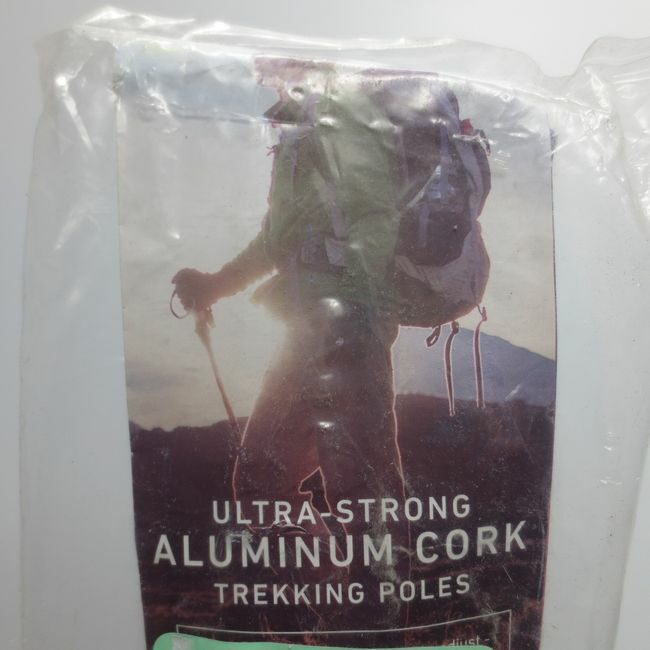 ULTRA-STRONG
ALUMINUM CORK
TREKKING POLES